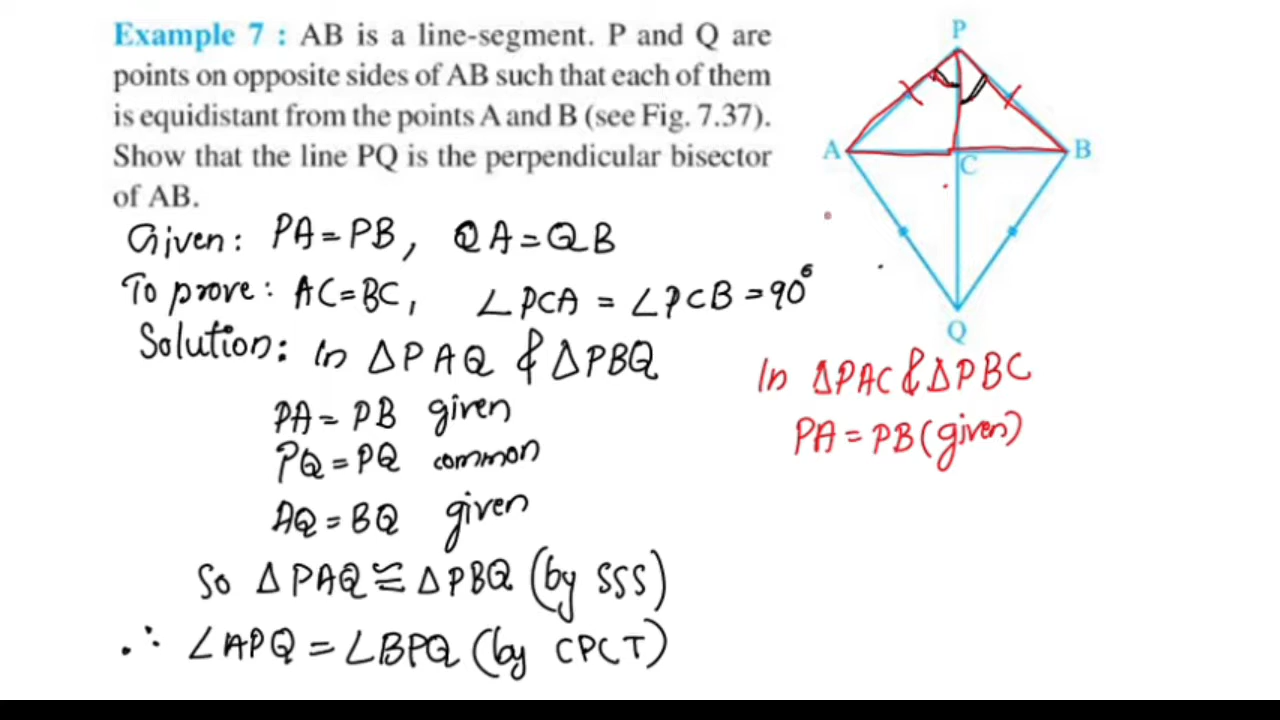 Example 7 : AB is a line-segment. P and Q are
points on opposite sides of AB such that each of them
is equidistant from the points A and B (see Fig. 7.37).
Show that the line PQ is the perpendicular bisector
of AB.
Given: PA = PB, QA = QB
To prove: AC = BC, ∠PCA = ∠PCB = 90°
Solution: In ΔPAQ & ΔPBQ
PA = PB given
PQ = PQ common
AQ = BQ given
So ΔPAQ ≅ ΔPBQ (by SSS)
∴ ∠APQ = ∠BPQ (by CPCT)
P
A
B
C
Q
In ΔPAC & ΔPBC
PA = PB (given)